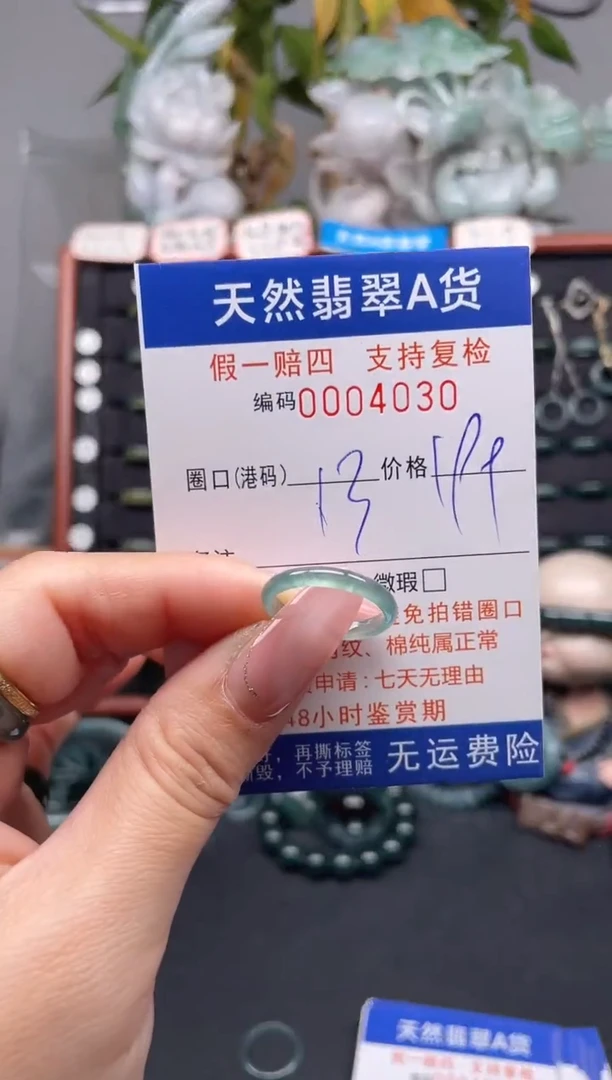 天然翡翠A货
假一赔四 支持复检
编码0004030
圈口(港码) 13 价格
微瑕□
免拍错圈口
纹、棉纯属正常
申请:七天无理由
48小时鉴赏期
再撕标签
不予理赔
无运费险
天然翡翠A货